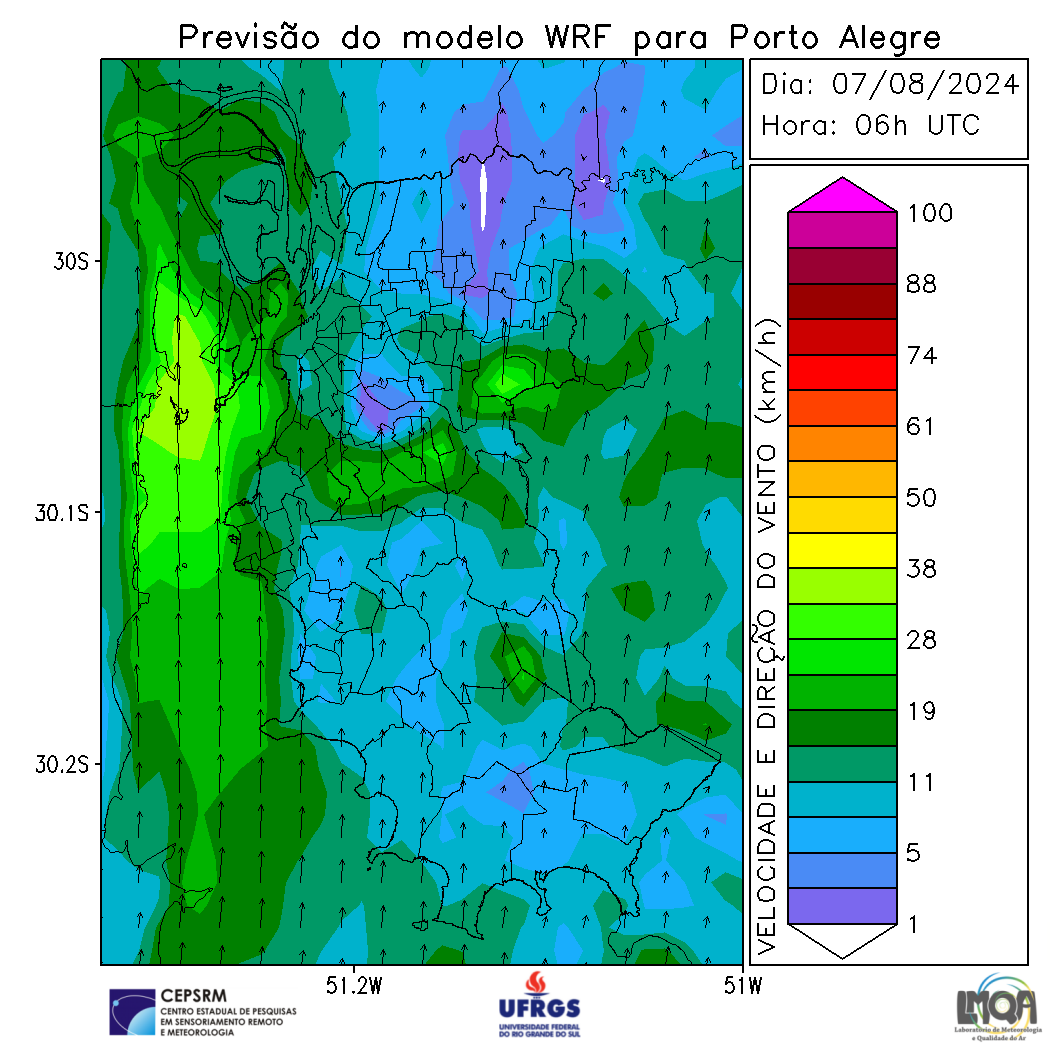 Previsão do modelo WRF para Porto Alegre
Dia: 07/08/2024
Hora: 06h UTC
30S
30.1S
30.2S
51.2W
51W
VELOCIDADE E DIREÇÃO DO VENTO (km/h)
100
88
74
61
50
38
28
19
11
5
1
CEPSRM
CENTRO ESTADUAL DE PESQUISAS
EM SENSORIAMENTO REMOTO
E METEOROLOGIA
UFRGS
UNIVERSIDADE FEDERAL
DO RIO GRANDE DO SUL
LMQA
Laboratório de Meteorologia
e Qualidade do Ar